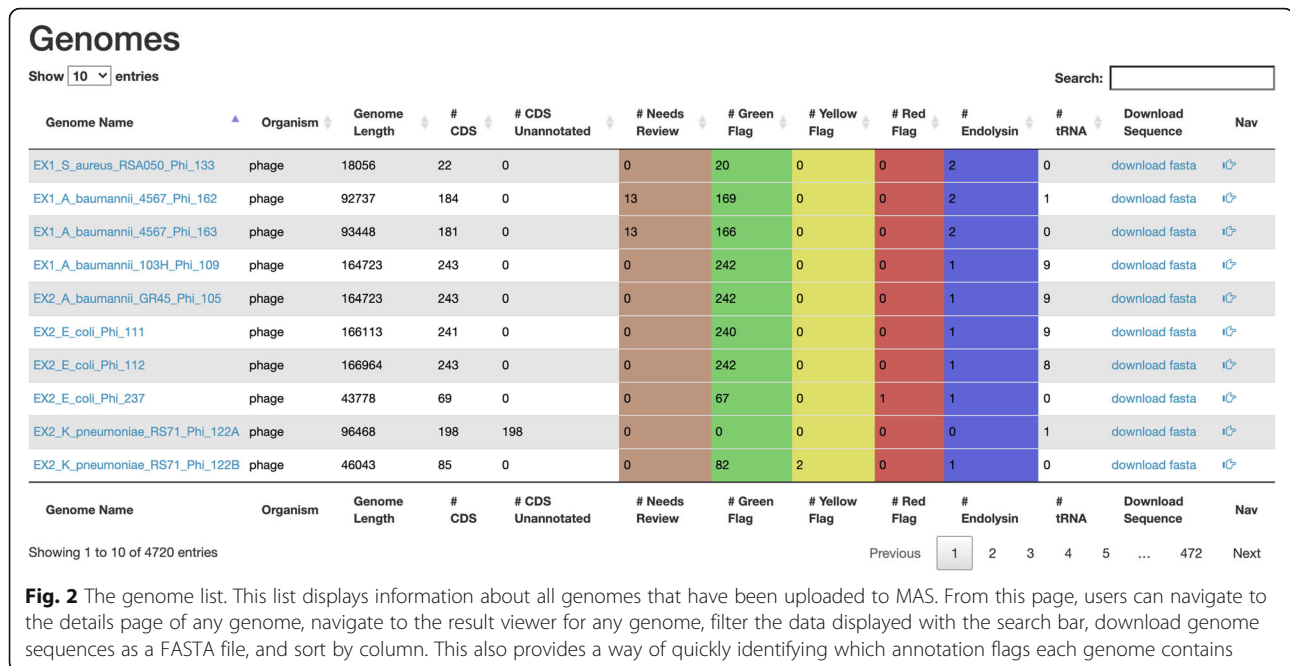 Genomes
Show 10 entries Search:
Genome Name Organism Genome Length # CDS # CDS Unannotated # Needs Review # Green Flag # Yellow Flag # Red Flag # Endolysin # tRNA Download Sequence Nav
EX1_S_aureus_RSA050_Phi_133 phage 18056 22 0 0 20 0 0 2 0 download fasta
EX1_A_baumannii_4567_Phi_162 phage 92737 184 0 13 169 0 0 2 1 download fasta
EX1_A_baumannii_4567_Phi_163 phage 93448 181 0 13 166 0 0 2 0 download fasta
EX1_A_baumannii_103H_Phi_109 phage 164723 243 0 0 242 0 0 1 9 download fasta
EX2_A_baumannii_GR45_Phi_105 phage 164723 243 0 0 242 0 0 1 9 download fasta
EX2_E_coli_Phi_111 phage 166113 241 0 0 240 0 0 1 9 download fasta
EX2_E_coli_Phi_112 phage 166964 243 0 0 242 0 0 1 8 download fasta
EX2_E_coli_Phi_237 phage 43778 69 0 0 67 0 1 1 0 download fasta
EX2_K_pneumoniae_RS71_Phi_122A phage 96468 198 198 0 0 0 0 0 1 download fasta
EX2_K_pneumoniae_RS71_Phi_122B phage 46043 85 0 0 82 2 0 1 0 download fasta
Genome Name Organism Genome Length # CDS # CDS Unannotated # Needs Review # Green Flag # Yellow Flag # Red Flag # Endolysin # tRNA Download Sequence Nav
Showing 1 to 10 of 4720 entries Previous 1 2 3 4 5 ... 472 Next
Fig. 2 The genome list. This list displays information about all genomes that have been uploaded to MAS. From this page, users can navigate to
the details page of any genome, navigate to the result viewer for any genome, filter the data displayed with the search bar, download genome
sequences as a FASTA file, and sort by column. This also provides a way of quickly identifying which annotation flags each genome contains